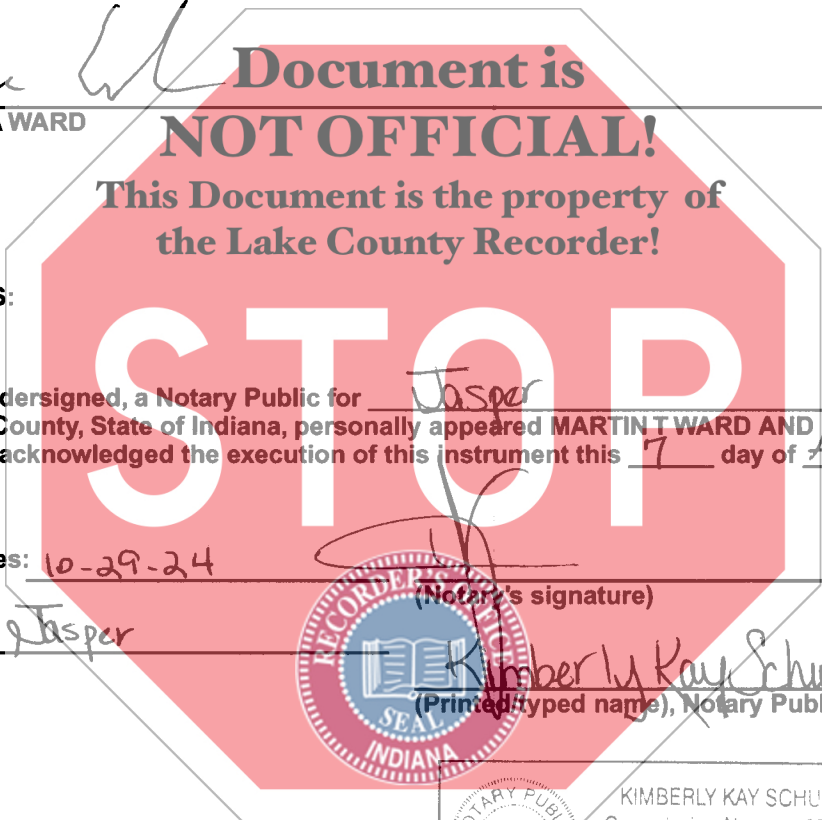 Document is
WARD
NOT OFFICIAL!
This Document is the property of
the Lake County Recorder!
s:
STOP
dersigned, a Notary Public for Jasper
County, State of Indiana, personally appeared MARTIN T WARD AND
acknowledged the execution of this instrument this 7 day of
es: 10-29-24
(Notary's signature)
Jasper
RECORDER'S OFFICE
SEAL
INDIANA
Kimberly Kay Schu
(Printed/typed name), Notary Publ
KIMBERLY KAY SCHU
NOTARY PUBL